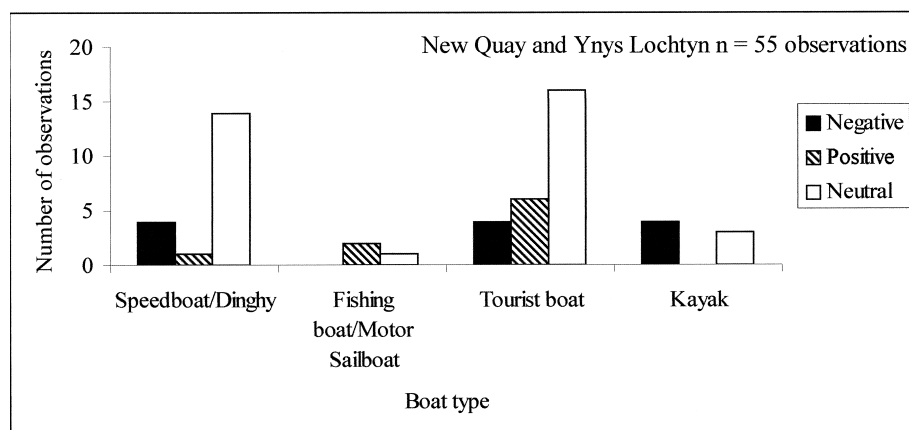 New Quay and Ynys Lochtyn n = 55 observations
20
15
10
5
0
Number of observations
Negative
Positive
Neutral
Speedboat/Dinghy
Fishing
boat/Motor
Sailboat
Tourist boat
Kayak
Boat type